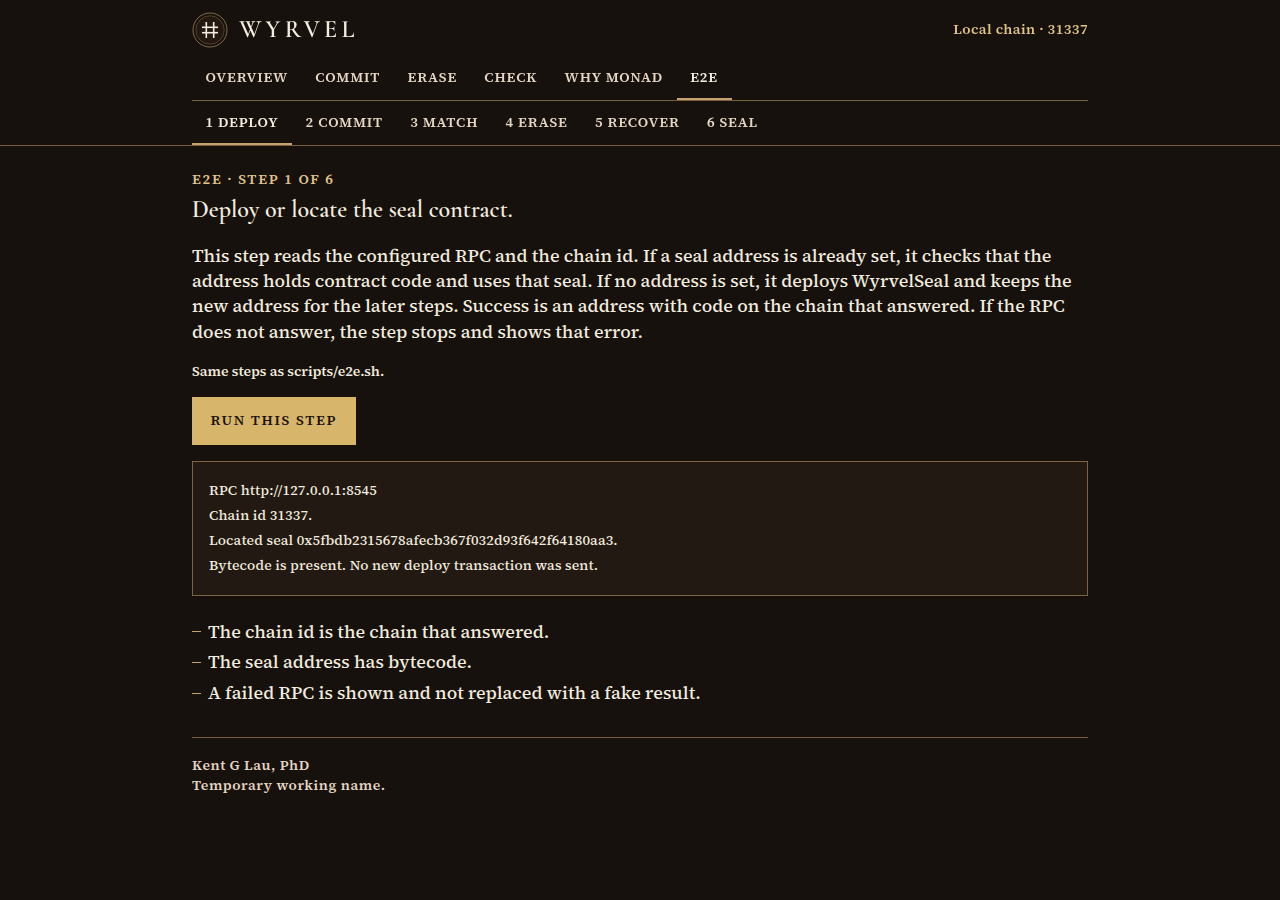 WYRVEL
Local chain · 31337
OVERVIEW COMMIT ERASE CHECK WHY MONAD E2E
1 DEPLOY 2 COMMIT 3 MATCH 4 ERASE 5 RECOVER 6 SEAL
E2E · STEP 1 OF 6
Deploy or locate the seal contract.
This step reads the configured RPC and the chain id. If a seal address is already set, it checks that the
address holds contract code and uses that seal. If no address is set, it deploys WyrvelSeal and keeps the
new address for the later steps. Success is an address with code on the chain that answered. If the RPC
does not answer, the step stops and shows that error.
Same steps as scripts/e2e.sh.
RUN THIS STEP
RPC http://127.0.0.1:8545
Chain id 31337.
Located seal 0x5fbdb2315678afecb367f032d93f642f64180aa3.
Bytecode is present. No new deploy transaction was sent.
– The chain id is the chain that answered.
– The seal address has bytecode.
– A failed RPC is shown and not replaced with a fake result.
Kent G Lau, PhD
Temporary working name.